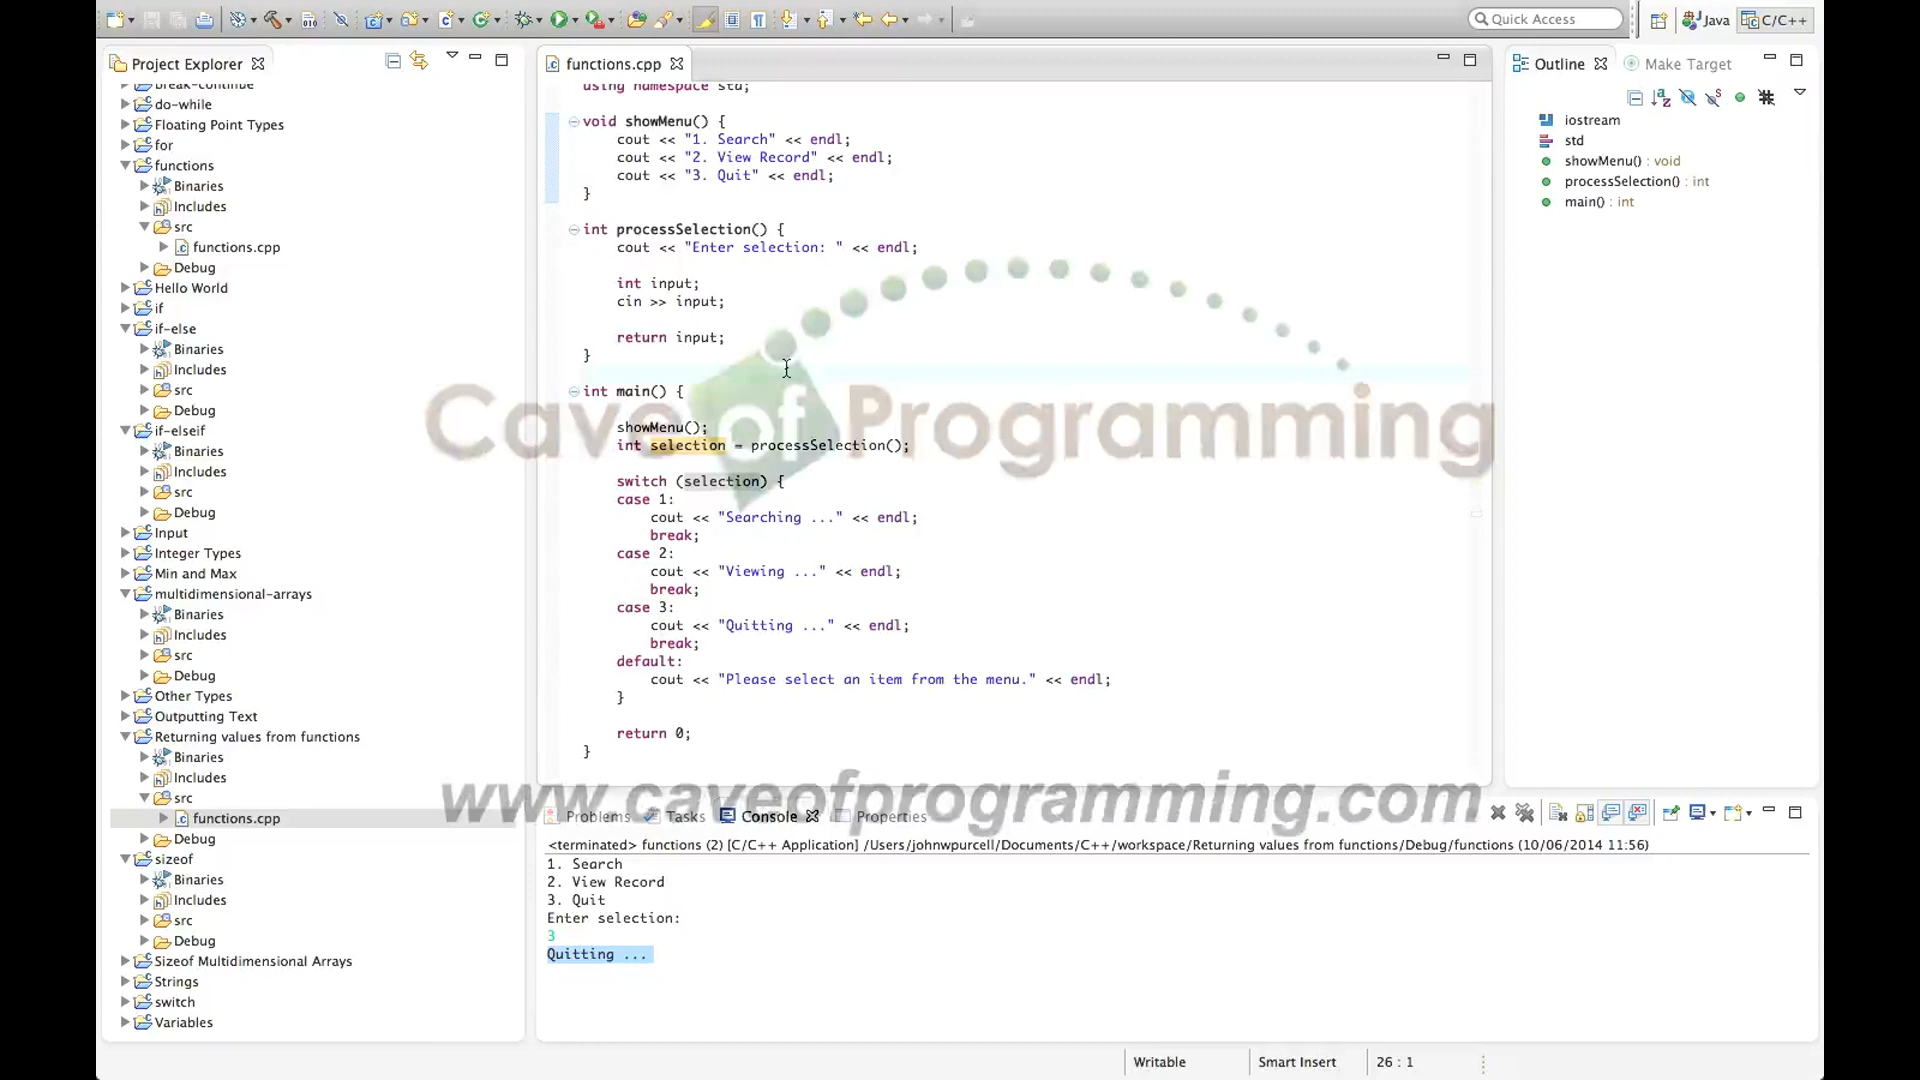 Quick Access
Java
C/C++
Project Explorer
break-continue
do-while
Floating Point Types
for
functions
Binaries
Includes
src
functions.cpp
Debug
Hello World
if
if-else
Binaries
Includes
src
Debug
if-elseif
Binaries
Includes
src
Debug
Input
Integer Types
Min and Max
multidimensional-arrays
Binaries
Includes
src
Debug
Other Types
Outputting Text
Returning values from functions
Binaries
Includes
src
functions.cpp
Debug
sizeof
Binaries
Includes
src
Debug
Sizeof Multidimensional Arrays
Strings
switch
Variables
functions.cpp
using namespace std;
void showMenu() {
cout << "1. Search" << endl;
cout << "2. View Record" << endl;
cout << "3. Quit" << endl;
}
int processSelection() {
cout << "Enter selection: " << endl;
int input;
cin >> input;
return input;
}
int main() {
showMenu();
int selection = processSelection();
switch (selection) {
case 1:
cout << "Searching ..." << endl;
break;
case 2:
cout << "Viewing ..." << endl;
break;
case 3:
cout << "Quitting ..." << endl;
break;
default:
cout << "Please select an item from the menu." << endl;
}
return 0;
}
Cave of Programming
www.caveofprogramming.com
Outline
Make Target
iostream
std
showMenu() : void
processSelection() : int
main() : int
Problems
Tasks
Console
Properties
<terminated> functions (2) [C/C++ Application] /Users/johnwpurcell/Documents/C++/workspace/Returning values from functions/Debug/functions (10/06/2014 11:56)
1. Search
2. View Record
3. Quit
Enter selection:
3
Quitting ...
Writable
Smart Insert
26 : 1